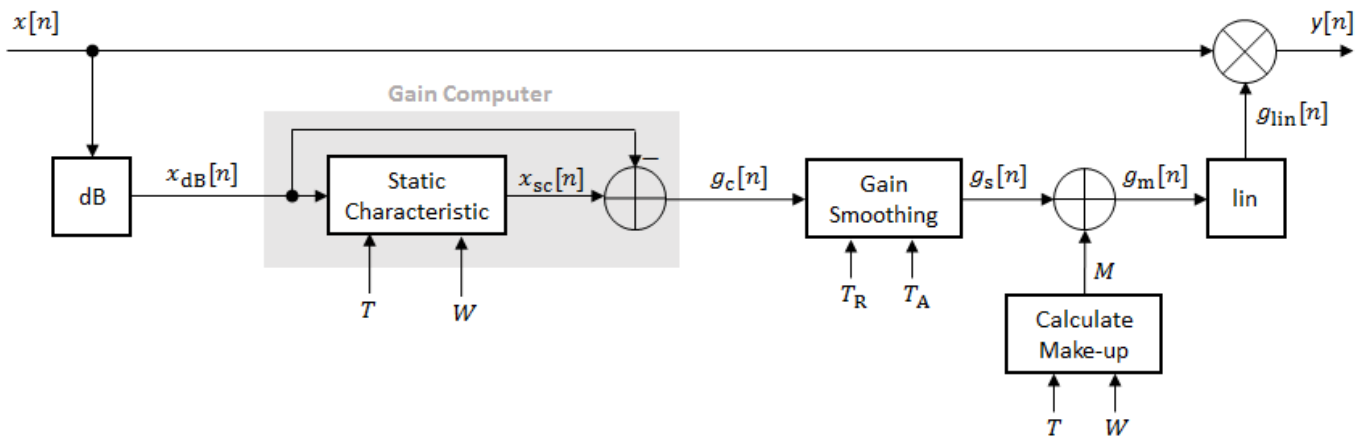 x[n]
y[n]
Gain Computer
g_lin[n]
dB
x_dB[n]
Static
Characteristic
x_sc[n]
−
g_c[n]
Gain
Smoothing
g_s[n]
g_m[n]
lin
T
W
T_R
T_A
M
Calculate
Make-up
T
W